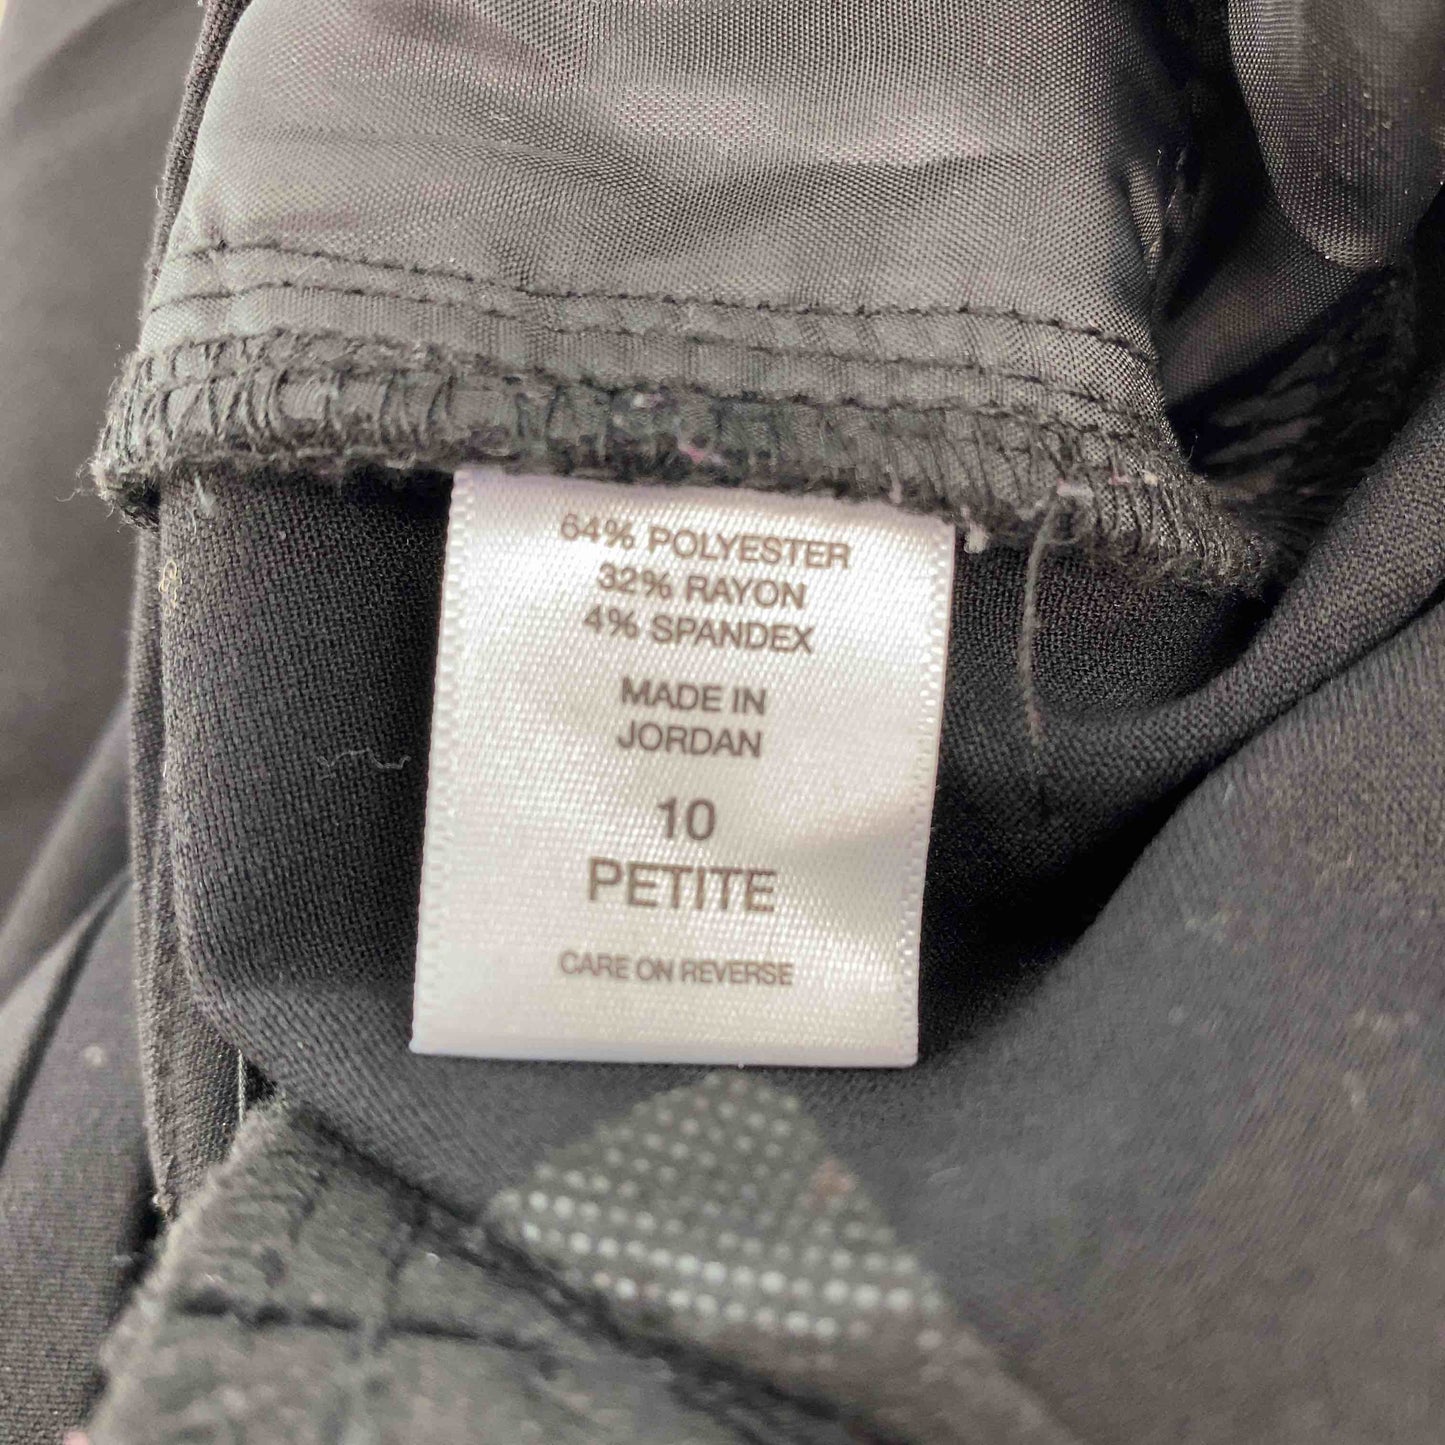 64% POLYESTER
32% RAYON
4% SPANDEX
MADE IN
JORDAN
10
PETITE
CARE ON REVERSE